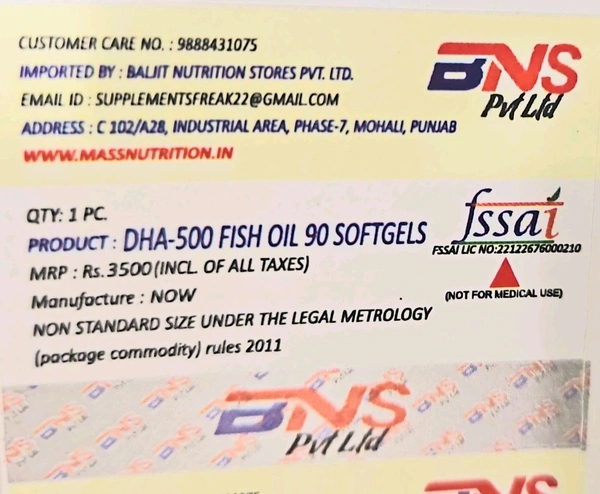 CUSTOMER CARE NO. : 9888431075
IMPORTED BY : BALJIT NUTRITION STORES PVT. LTD.
EMAIL ID : SUPPLEMENTSFREAK22@GMAIL.COM
ADDRESS : C 102/A28, INDUSTRIAL AREA, PHASE-7, MOHALI, PUNJAB
WWW.MASSNUTRITION.IN
BNS
Pvt Ltd
QTY: 1 PC.
PRODUCT : DHA-500 FISH OIL 90 SOFTGELS
MRP : Rs. 3500 (INCL. OF ALL TAXES)
Manufacture : NOW
NON STANDARD SIZE UNDER THE LEGAL METROLOGY
(package commodity) rules 2011
fssai
FSSAI LIC NO:22122676000210
(NOT FOR MEDICAL USE)
BNS
Pvt Ltd